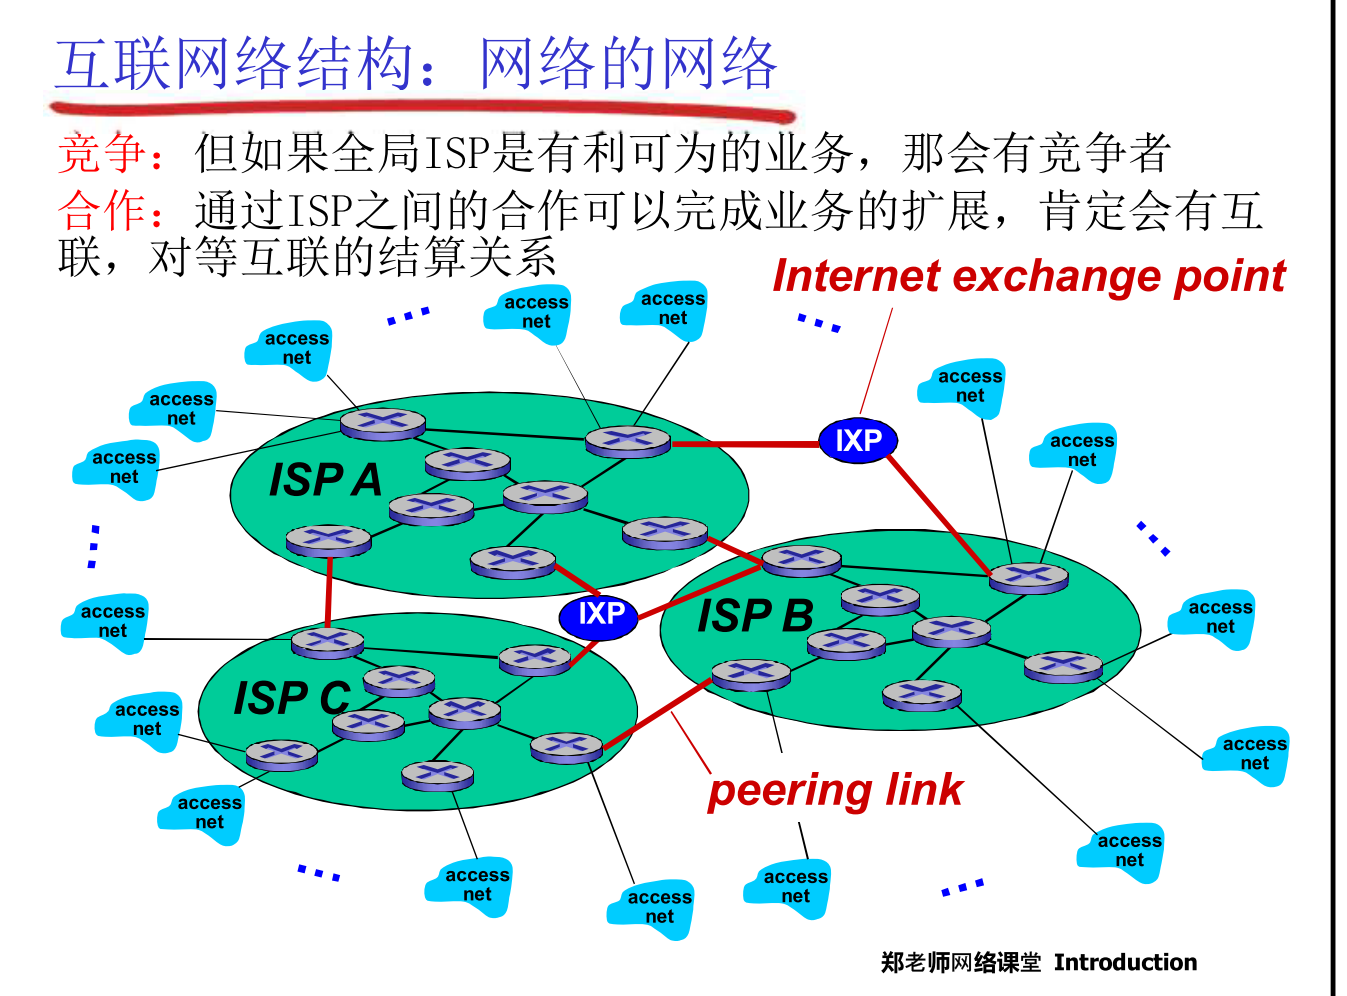 互联网络结构：网络的网络
竞争：但如果全局ISP是有利可为的业务，那会有竞争者
合作：通过ISP之间的合作可以完成业务的扩展，肯定会有互
联，对等互联的结算关系
Internet exchange point
access
net
access
net
access
net
access
net
access
net
access
net
access
net
IXP
ISP A
access
net
IXP
ISP B
access
net
access
net
ISP C
access
net
access
net
peering link
access
net
access
net
access
net
access
net
access
net
access
net
郑老师网络课堂 Introduction